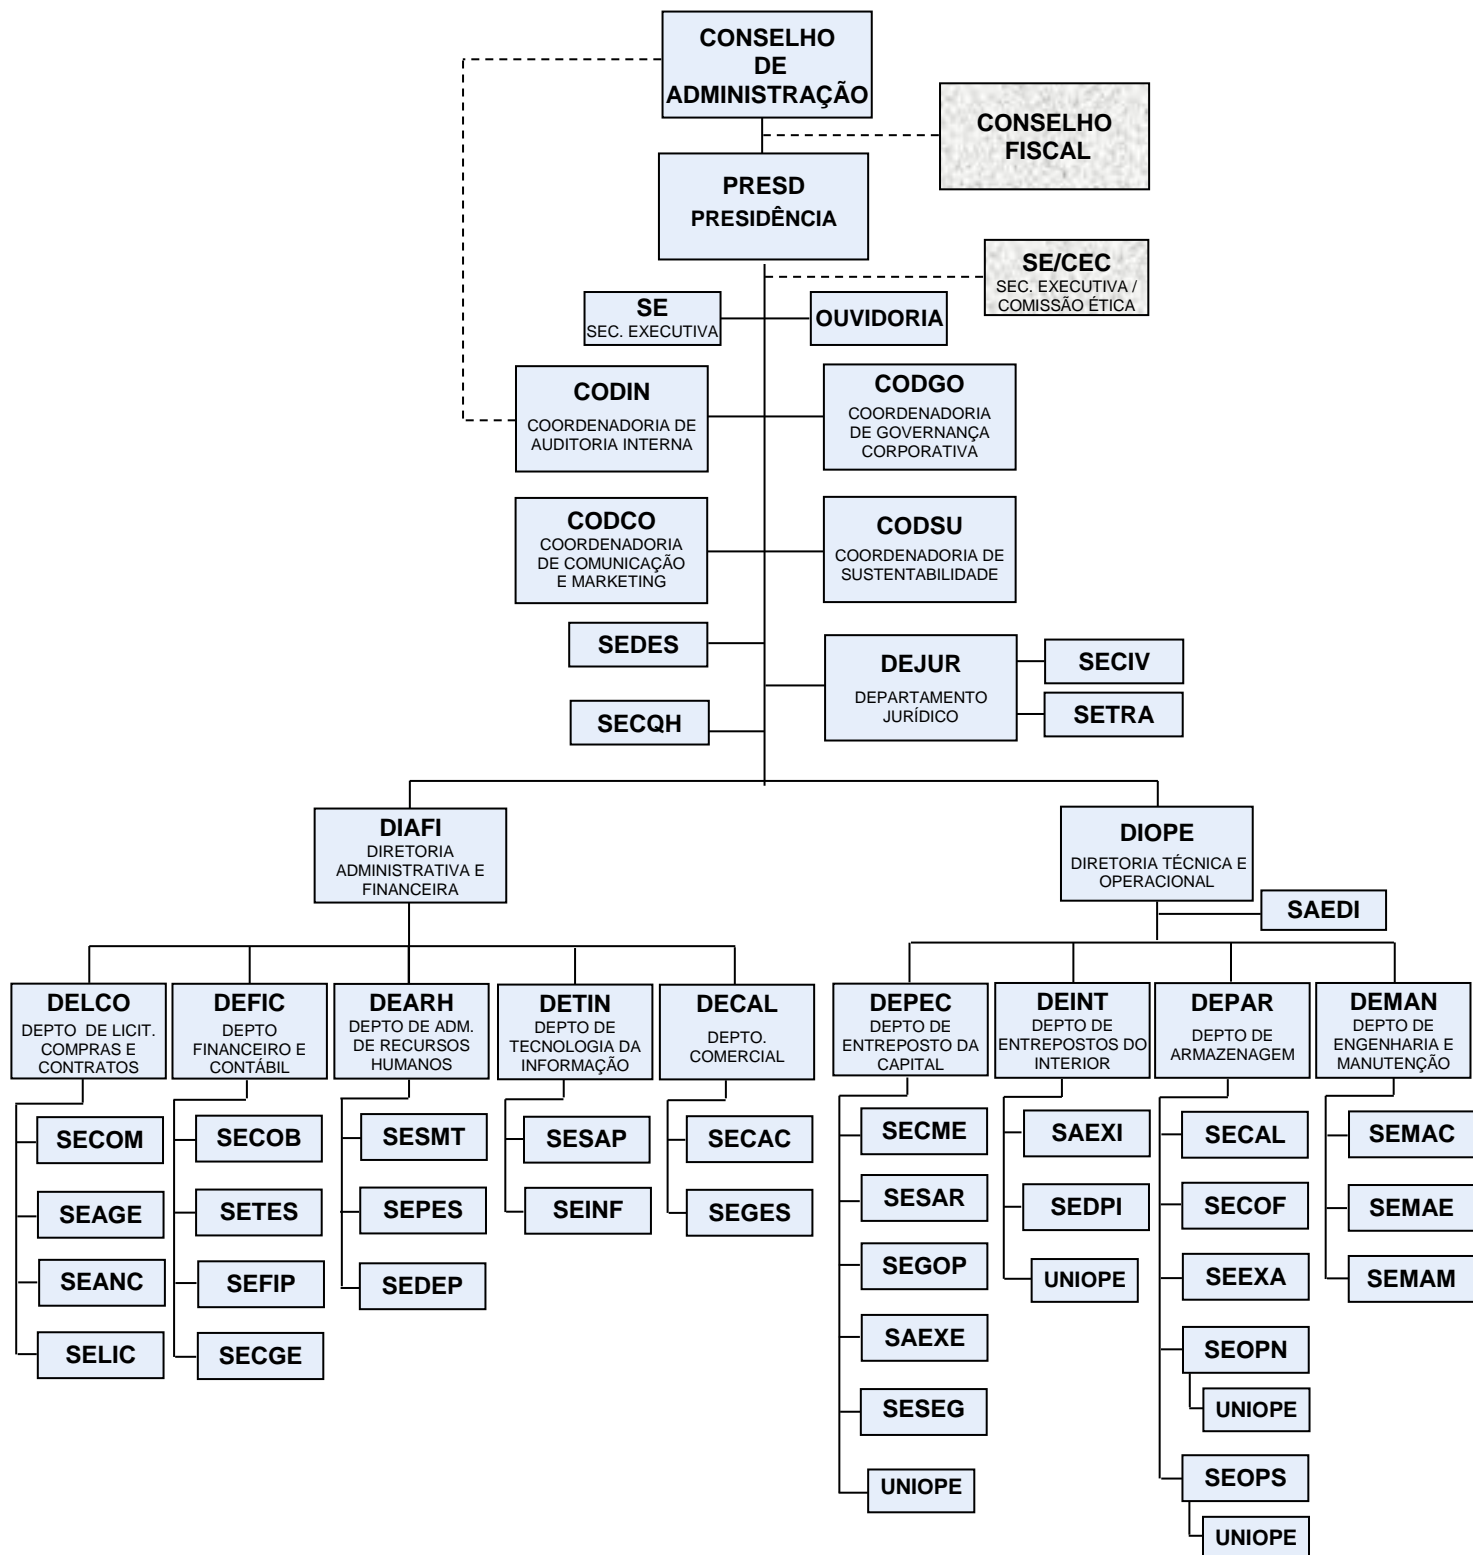 CONSELHO
DE
ADMINISTRAÇÃO
CONSELHO
FISCAL
PRESD
PRESIDÊNCIA
SE/CEC
SEC. EXECUTIVA /
COMISSÃO ÉTICA
SE
SEC. EXECUTIVA
OUVIDORIA
CODIN
COORDENADORIA DE
AUDITORIA INTERNA
CODGO
COORDENADORIA
DE GOVERNANÇA
CORPORATIVA
CODCO
COORDENADORIA
DE COMUNICAÇÃO
E MARKETING
CODSU
COORDENADORIA DE
SUSTENTABILIDADE
SEDES
DEJUR
DEPARTAMENTO
JURÍDICO
SECIV
SETRA
SECQH
DIAFI
DIRETORIA
ADMINISTRATIVA E
FINANCEIRA
DIOPE
DIRETORIA TÉCNICA E
OPERACIONAL
SAEDI
DELCO
DEPTO  DE LICIT.
COMPRAS E
CONTRATOS
DEFIC
DEPTO
FINANCEIRO E
CONTÁBIL
DEARH
DEPTO DE ADM.
DE RECURSOS
HUMANOS
DETIN
DEPTO DE
TECNOLOGIA DA
INFORMAÇÃO
DECAL
DEPTO.
COMERCIAL
DEPEC
DEPTO DE
ENTREPOSTO DA
CAPITAL
DEINT
DEPTO DE
ENTREPOSTOS DO
INTERIOR
DEPAR
DEPTO DE
ARMAZENAGEM
DEMAN
DEPTO DE
ENGENHARIA E
MANUTENÇÃO
SECOM
SEAGE
SEANC
SELIC
SECOB
SETES
SEFIP
SECGE
SESMT
SEPES
SEDEP
SESAP
SEINF
SECAC
SEGES
SECME
SESAR
SEGOP
SAEXE
SESEG
UNIOPE
SAEXI
SEDPI
UNIOPE
SECAL
SECOF
SEEXA
SEOPN
UNIOPE
SEOPS
UNIOPE
SEMAC
SEMAE
SEMAM